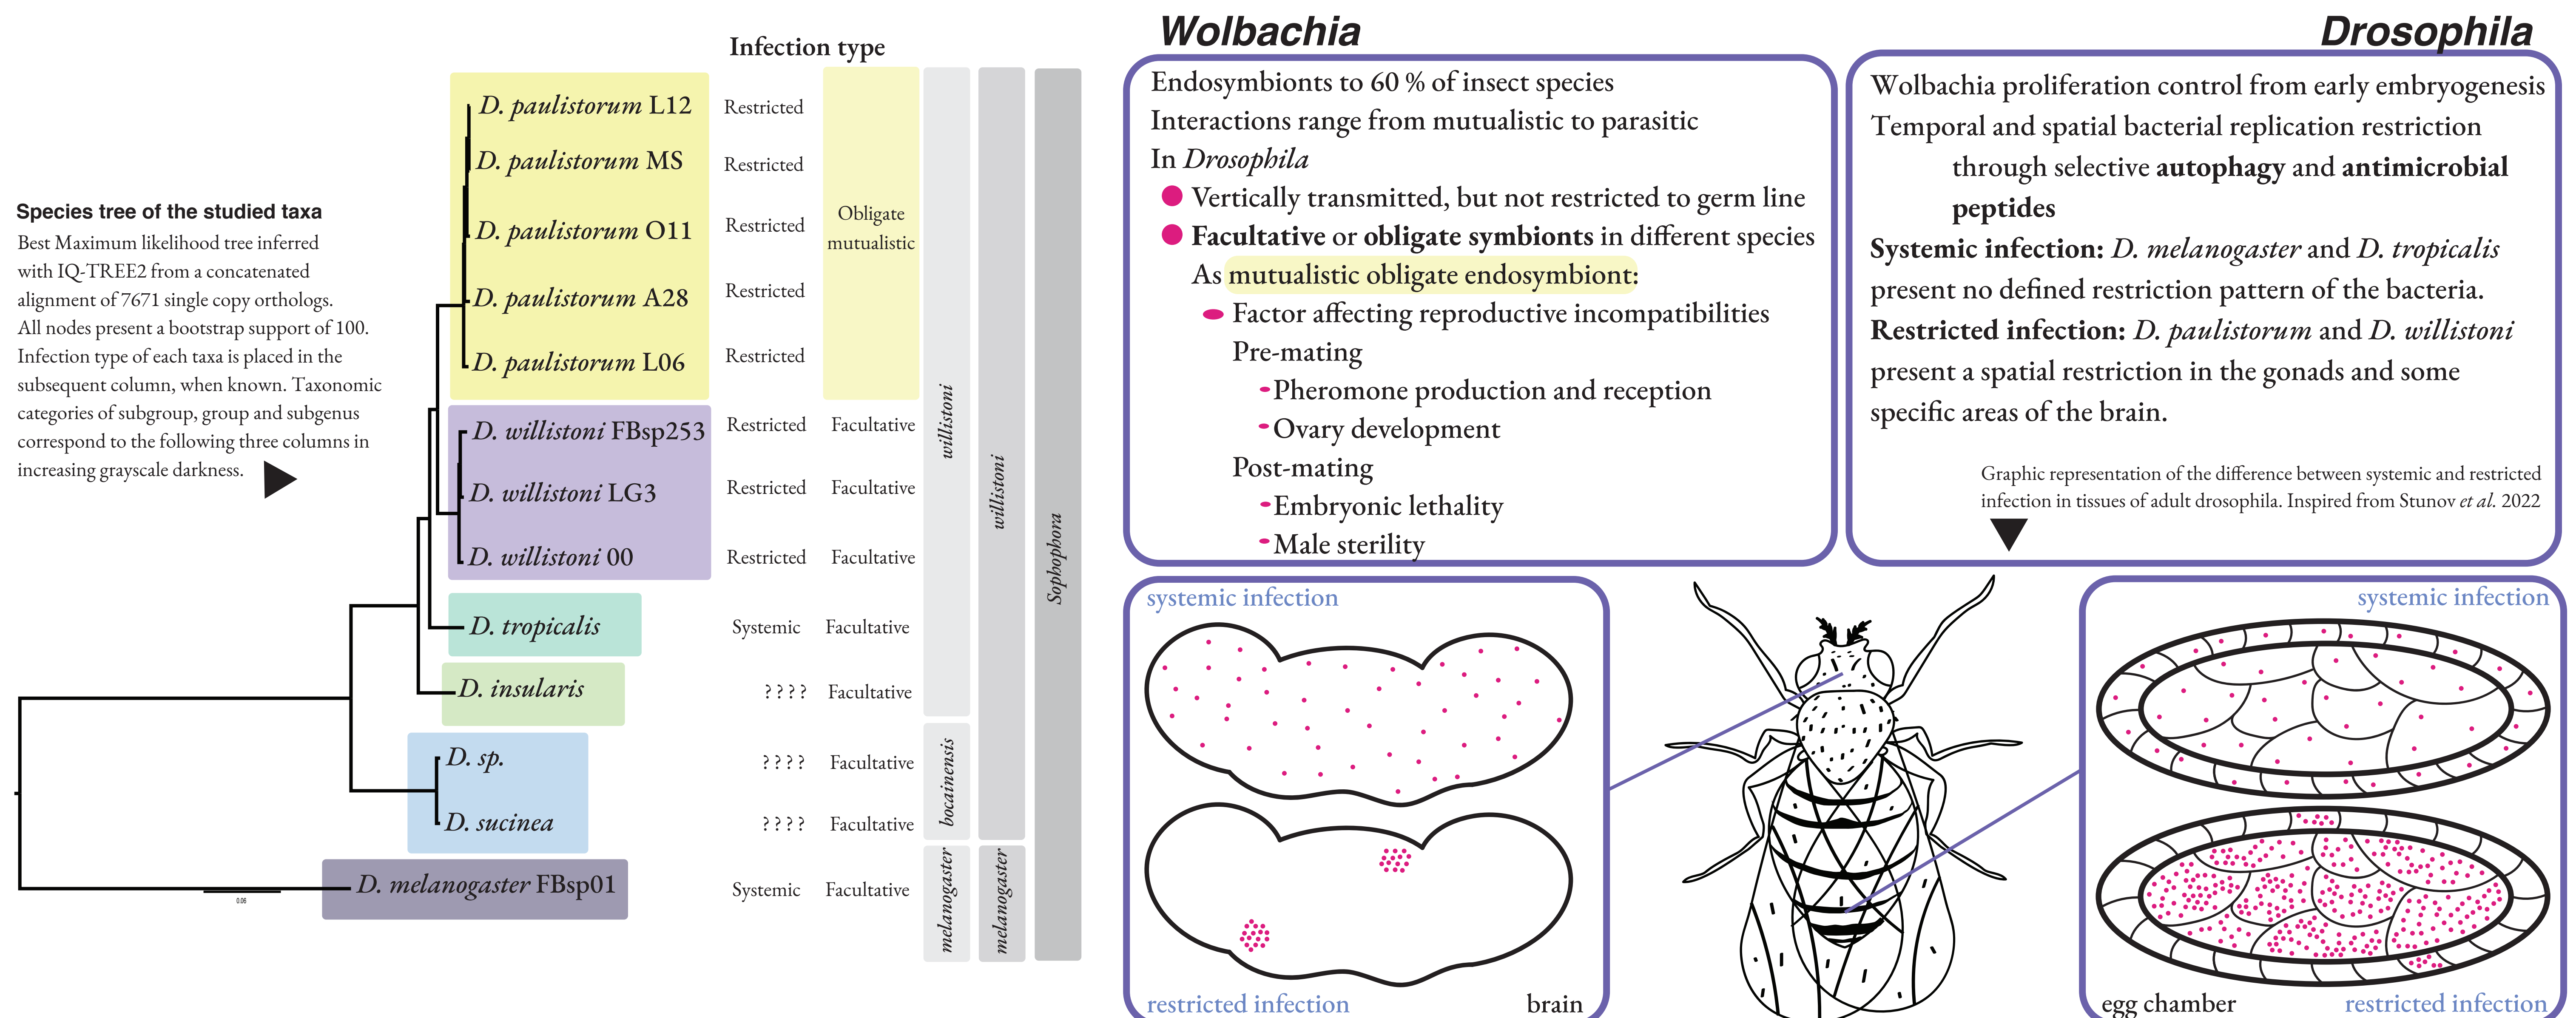 Species tree of the studied taxa
Best Maximum likelihood tree inferred
with IQ-TREE2 from a concatenated
alignment of 7671 single copy orthologs.
All nodes present a bootstrap support of 100.
Infection type of each taxa is placed in the
subsequent column, when known. Taxonomic
categories of subgroup, group and subgenus
correspond to the following three columns in
increasing grayscale darkness.
Infection type
D. paulistorum L12 Restricted
D. paulistorum MS Restricted
D. paulistorum O11 Restricted
D. paulistorum A28 Restricted
D. paulistorum L06 Restricted
Obligate
mutualistic
D. willistoni FBsp253 Restricted Facultative
D. willistoni LG3 Restricted Facultative
D. willistoni 00 Restricted Facultative
D. tropicalis Systemic Facultative
D. insularis ???? Facultative
D. sp. ???? Facultative
D. sucinea ???? Facultative
D. melanogaster FBsp01 Systemic Facultative
0.06
willistoni
bocainensis
melanogaster
willistoni
melanogaster
Sophophora
Wolbachia
Endosymbionts to 60 % of insect species
Interactions range from mutualistic to parasitic
In Drosophila
Vertically transmitted, but not restricted to germ line
Facultative or obligate symbionts in different species
As mutualistic obligate endosymbiont:
Factor affecting reproductive incompatibilities
Pre-mating
Pheromone production and reception
Ovary development
Post-mating
Embryonic lethality
Male sterility
Drosophila
Wolbachia proliferation control from early embryogenesis
Temporal and spatial bacterial replication restriction
through selective autophagy and antimicrobial
peptides
Systemic infection: D. melanogaster and D. tropicalis
present no defined restriction pattern of the bacteria.
Restricted infection: D. paulistorum and D. willistoni
present a spatial restriction in the gonads and some
specific areas of the brain.
Graphic representation of the difference between systemic and restricted
infection in tissues of adult drosophila. Inspired from Stunov et al. 2022
systemic infection
restricted infection
brain
systemic infection
egg chamber
restricted infection